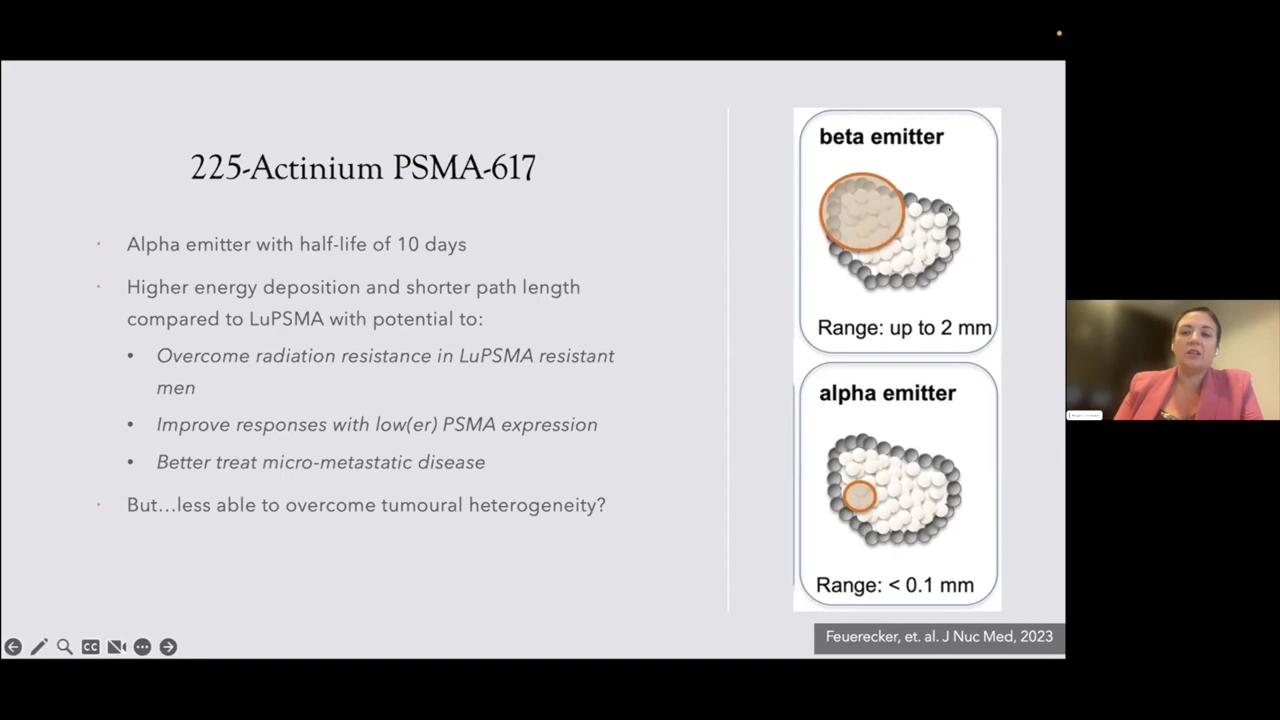 225-Actinium PSMA-617
· Alpha emitter with half-life of 10 days
· Higher energy deposition and shorter path length
compared to LuPSMA with potential to:
• Overcome radiation resistance in LuPSMA resistant
men
• Improve responses with low(er) PSMA expression
• Better treat micro-metastatic disease
· But...less able to overcome tumoural heterogeneity?
beta emitter
Range: up to 2 mm
alpha emitter
Range: < 0.1 mm
Feuerecker, et. al. J Nuc Med, 2023
CC